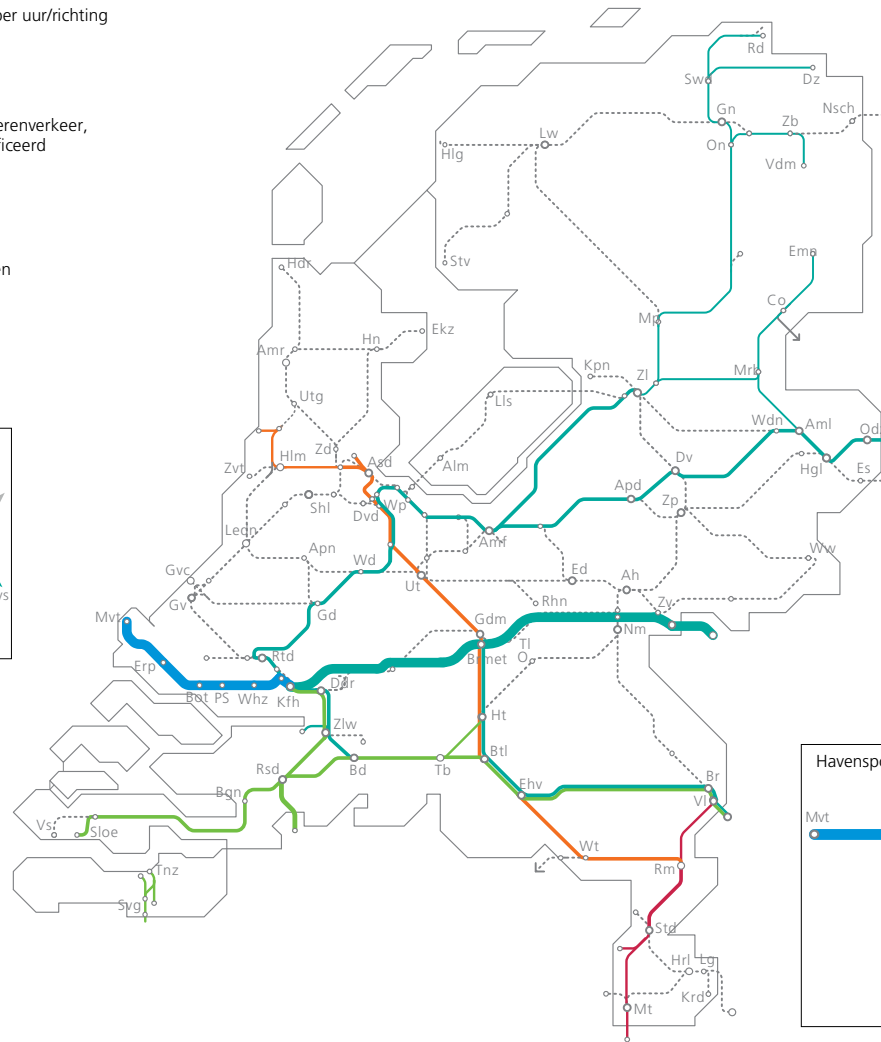 per uur/richting
Rd
Swd
Dz
Gn
Nsch
Zb
erenverkeer,
Lw
ficeerd
On
Hlg
Vdm
Emn
Stv
en
Hdr
Co
Mp
Ekz
Hn
Amr
Kpn
Zl
Mrb
Utg
Lls
Wdn
Aml
Od
Zd
Hlm
Asd
Alm
Dv
Zvt
Hgl
Es
Shl
Wp
Apd
Zp
Dvd
Ledn
Amf
Apn
Wd
Ww
Gvc
Ut
Ed
Ah
Gv
Rhn
Zv
Mvt
Gd
Gdm
Nm
Rtd
Brmet
Tl
O
Erp
Bot
PS
Whz
Kfh
Ddr
Ht
Zlw
Rsd
Bd
Tb
Btl
Havenspo
Bgn
Ehv
Br
Vl
Vs
Sloe
Mvt
Wt
Rm
Tnz
Svg
Std
Hrl
Lg
Krd
Mt